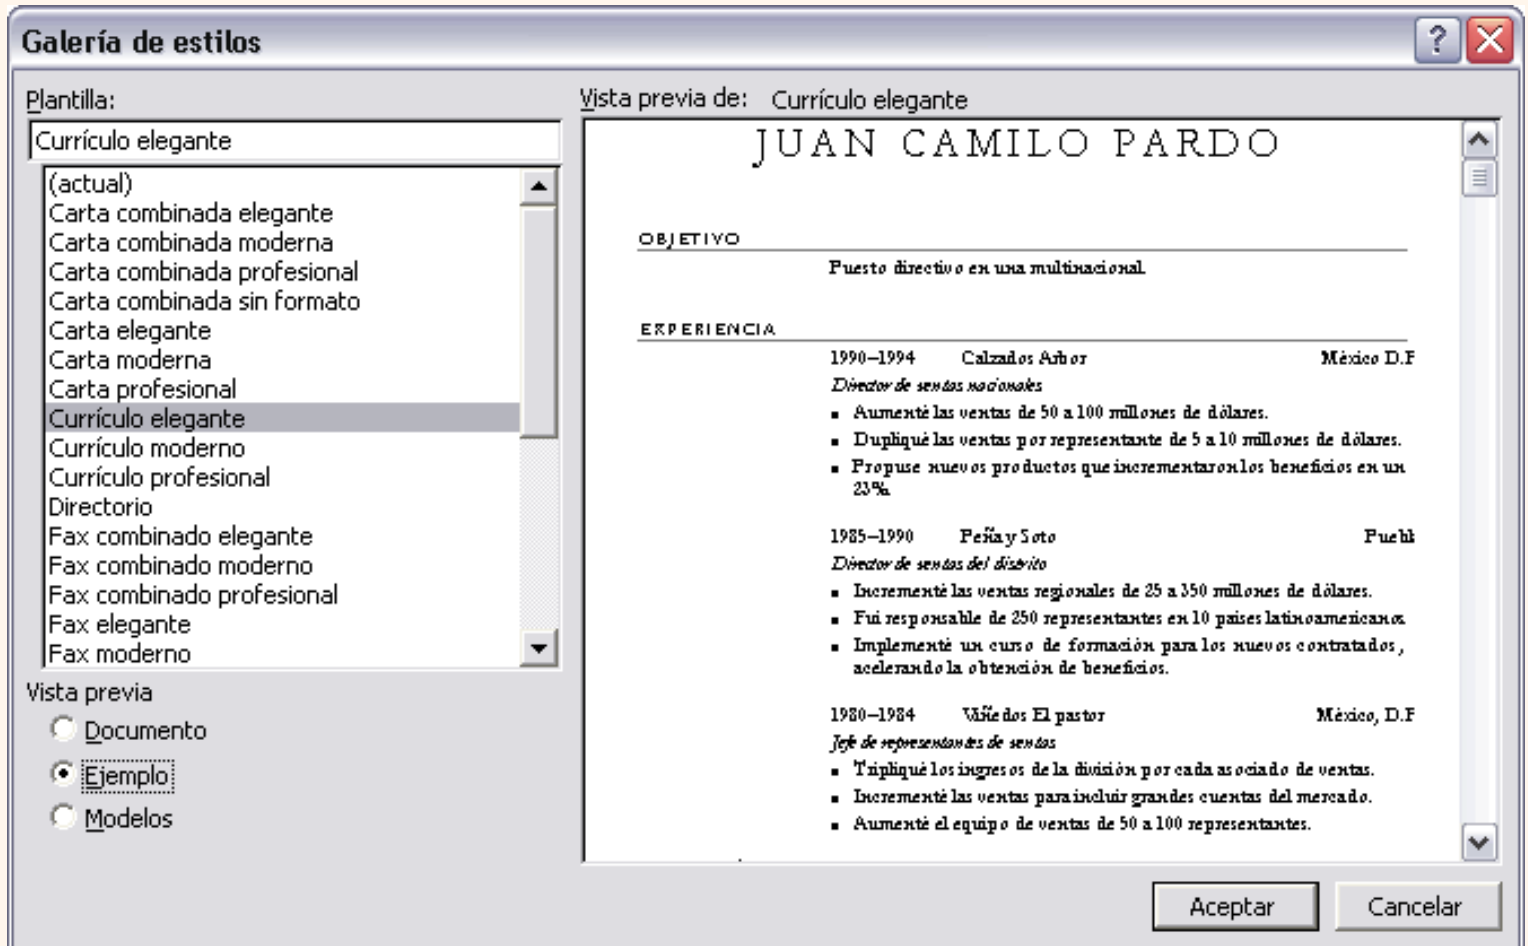 Galería de estilos
Plantilla:
Currículo elegante
(actual)
Carta combinada elegante
Carta combinada moderna
Carta combinada profesional
Carta combinada sin formato
Carta elegante
Carta moderna
Carta profesional
Currículo elegante
Currículo moderno
Currículo profesional
Directorio
Fax combinado elegante
Fax combinado moderno
Fax combinado profesional
Fax elegante
Fax moderno
Vista previa
Documento
Ejemplo
Modelos
Vista previa de: Currículo elegante
JUAN CAMILO PARDO
OBJETIVO
Puesto directivo en una multinacional.
EXPERIENCIA
1990–1994 Calzados Arbor México D.F
Director de ventas nacionales
▪ Aumenté las ventas de 50 a 100 millones de dólares.
▪ Dupliqué las ventas por representante de 5 a 10 millones de dólares.
▪ Propuse nuevos productos que incrementaron los beneficios en un
23%.
1985–1990 Peña y Soto Puebl
Director de ventas del distrito
▪ Incrementé las ventas regionales de 25 a 350 millones de dólares.
▪ Fui responsable de 250 representantes en 10 países latinoamericanos.
▪ Implementé un curso de formación para los nuevos contratados,
acelerando la obtención de beneficios.
1980–1984 Viñedos El pastor México, D.F
Jefe de representantes de ventas
▪ Tripliqué los ingresos de la división por cada asociado de ventas.
▪ Incrementé las ventas para incluir grandes cuentas del mercado.
▪ Aumenté el equipo de ventas de 50 a 100 representantes.
Aceptar
Cancelar